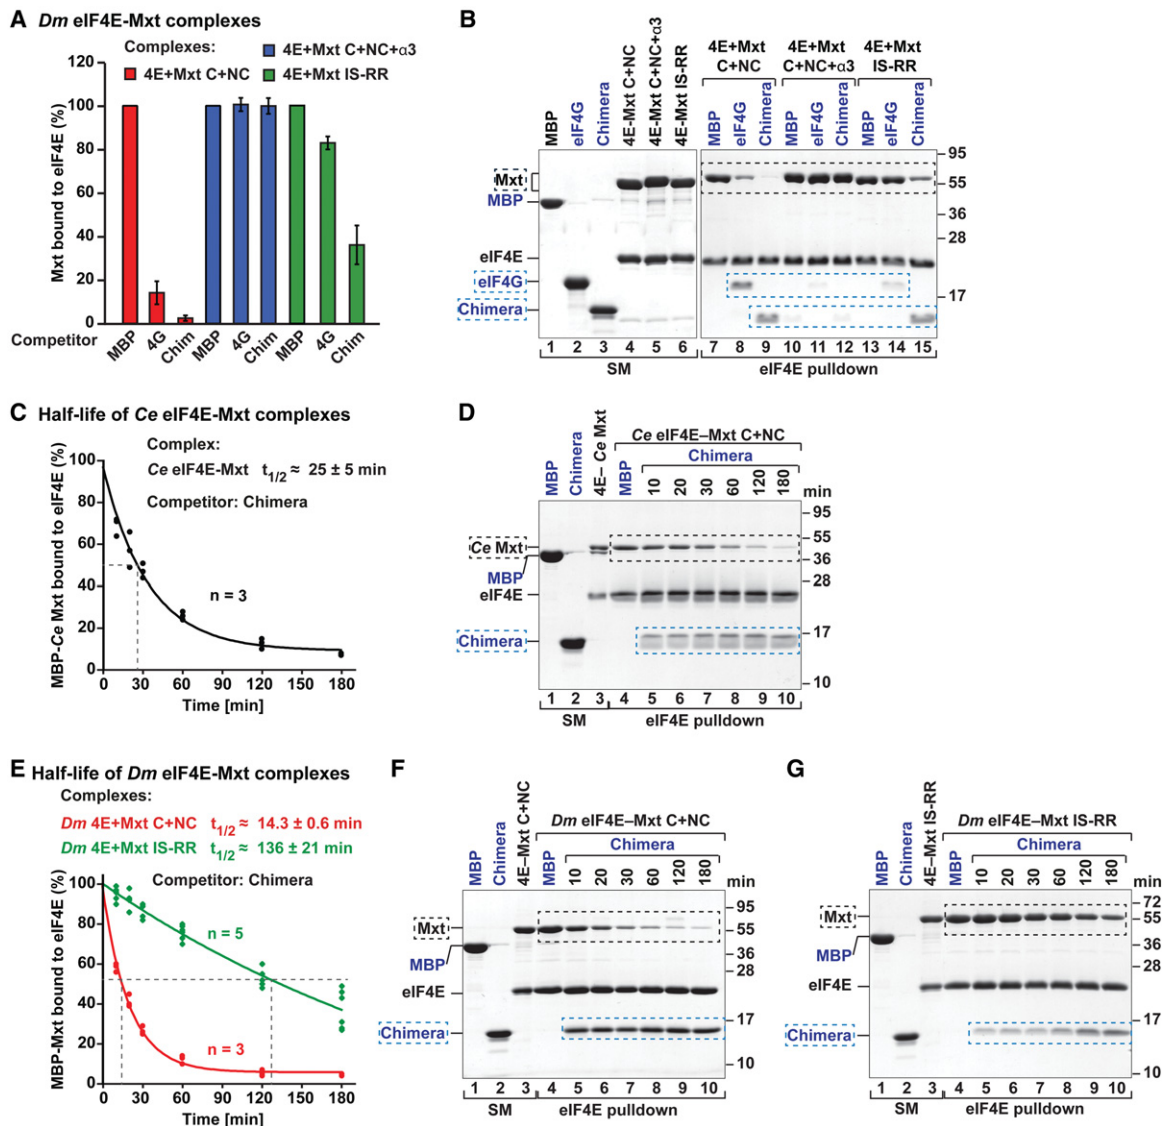 A Dm eIF4E-Mxt complexes
Complexes:
4E+Mxt C+NC
4E+Mxt C+NC+α3
4E+Mxt IS-RR
Mxt bound to eIF4E (%)
120
100
80
60
40
20
0
Competitor
MBP 4G Chim MBP 4G Chim MBP 4G Chim
B
MBP
eIF4G
Chimera
4E-Mxt C+NC
4E-Mxt C+NC+α3
4E-Mxt IS-RR
4E+Mxt C+NC
4E+Mxt C+NC+α3
4E+Mxt IS-RR
MBP eIF4G Chimera MBP eIF4G Chimera MBP eIF4G Chimera
Mxt
MBP
eIF4E
eIF4G
Chimera
95
55
36
28
17
1 2 3 4 5 6 7 8 9 10 11 12 13 14 15
SM eIF4E pulldown
C Half-life of Ce eIF4E-Mxt complexes
Complex:
Ce eIF4E-Mxt t1/2 ≈ 25 ± 5 min
Competitor: Chimera
MBP-Ce Mxt bound to eIF4E (%)
100
80
60
40
20
0
n = 3
0 30 60 90 120 150 180
Time [min]
D
MBP
Chimera
4E– Ce Mxt
Ce eIF4E–Mxt C+NC
Chimera
MBP 10 20 30 60 120 180 min
Ce Mxt
MBP
eIF4E
Chimera
95
55
36
28
17
10
1 2 3 4 5 6 7 8 9 10
SM eIF4E pulldown
E Half-life of Dm eIF4E-Mxt complexes
Complexes:
Dm 4E+Mxt C+NC t1/2 ≈ 14.3 ± 0.6 min
Dm 4E+Mxt IS-RR t1/2 ≈ 136 ± 21 min
Competitor: Chimera
MBP-Mxt bound to eIF4E (%)
100
80
60
40
20
0
n = 5
n = 3
0 30 60 90 120 150 180
Time [min]
F
MBP
Chimera
4E–Mxt C+NC
Dm eIF4E–Mxt C+NC
Chimera
MBP 10 20 30 60 120 180 min
Mxt
MBP
eIF4E
Chimera
95
55
36
28
17
10
1 2 3 4 5 6 7 8 9 10
SM eIF4E pulldown
G
MBP
Chimera
4E–Mxt IS-RR
Dm eIF4E–Mxt IS-RR
Chimera
MBP 10 20 30 60 120 180 min
Mxt
MBP
eIF4E
Chimera
72
55
36
28
17
10
1 2 3 4 5 6 7 8 9 10
SM eIF4E pulldown